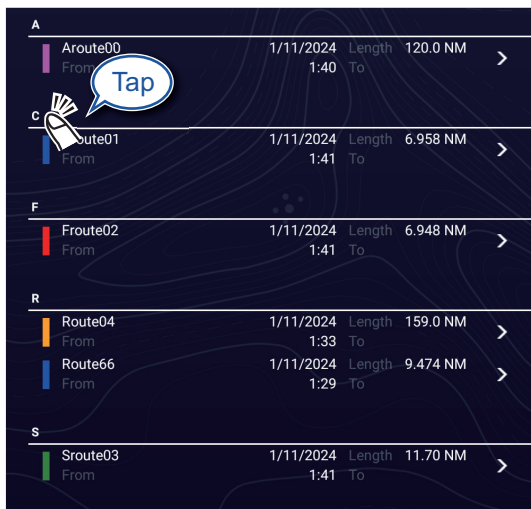 A
Aroute00 1/11/2024 Length 120.0 NM
From 1:40 To
Tap
C
oute01 1/11/2024 Length 6.958 NM
From 1:41 To
F
Froute02 1/11/2024 Length 6.948 NM
From 1:41 To
R
Route04 1/11/2024 Length 159.0 NM
From 1:33 To
Route66 1/11/2024 Length 9.474 NM
From 1:29 To
S
Sroute03 1/11/2024 Length 11.70 NM
From 1:41 To